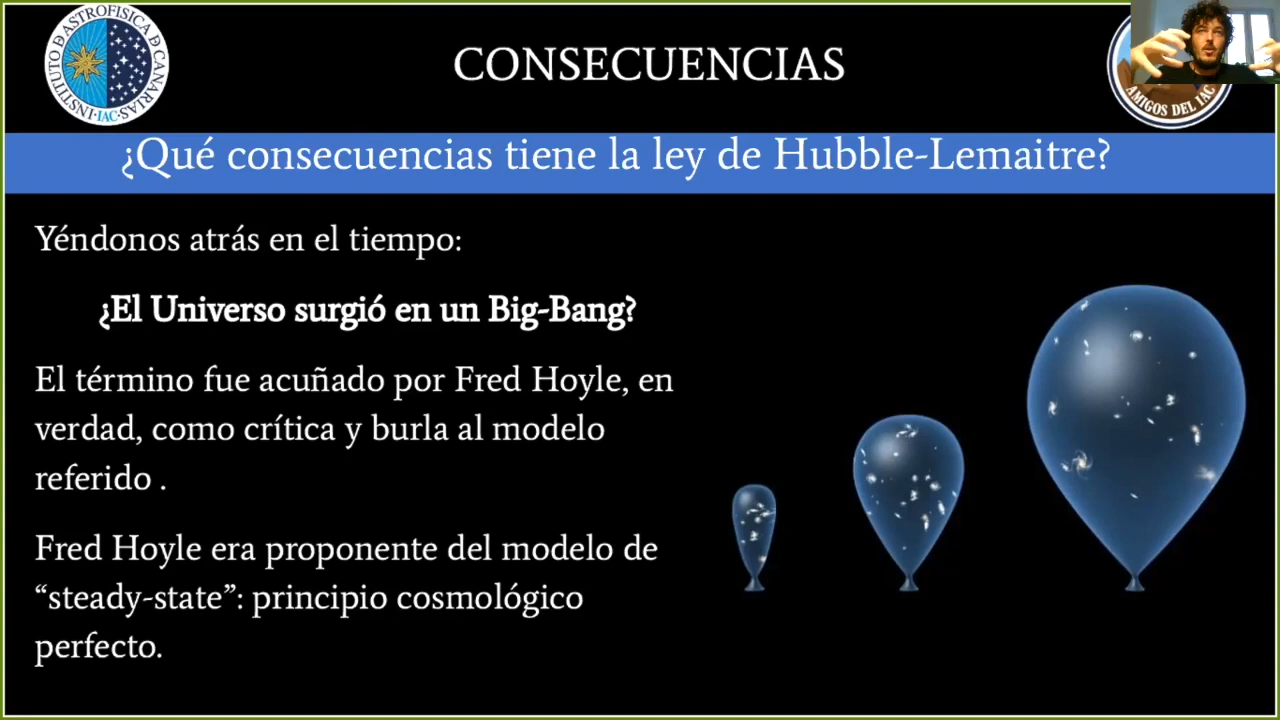 INSTITUTO DE ASTROFISICA DE CANARIAS
·IAC·
CONSECUENCIAS
AMIGOS DEL IAC
¿Qué consecuencias tiene la ley de Hubble-Lemaitre?
Yéndonos atrás en el tiempo:
¿El Universo surgió en un Big-Bang?
El término fue acuñado por Fred Hoyle, en
verdad, como crítica y burla al modelo
referido .
Fred Hoyle era proponente del modelo de
“steady-state”: principio cosmológico
perfecto.